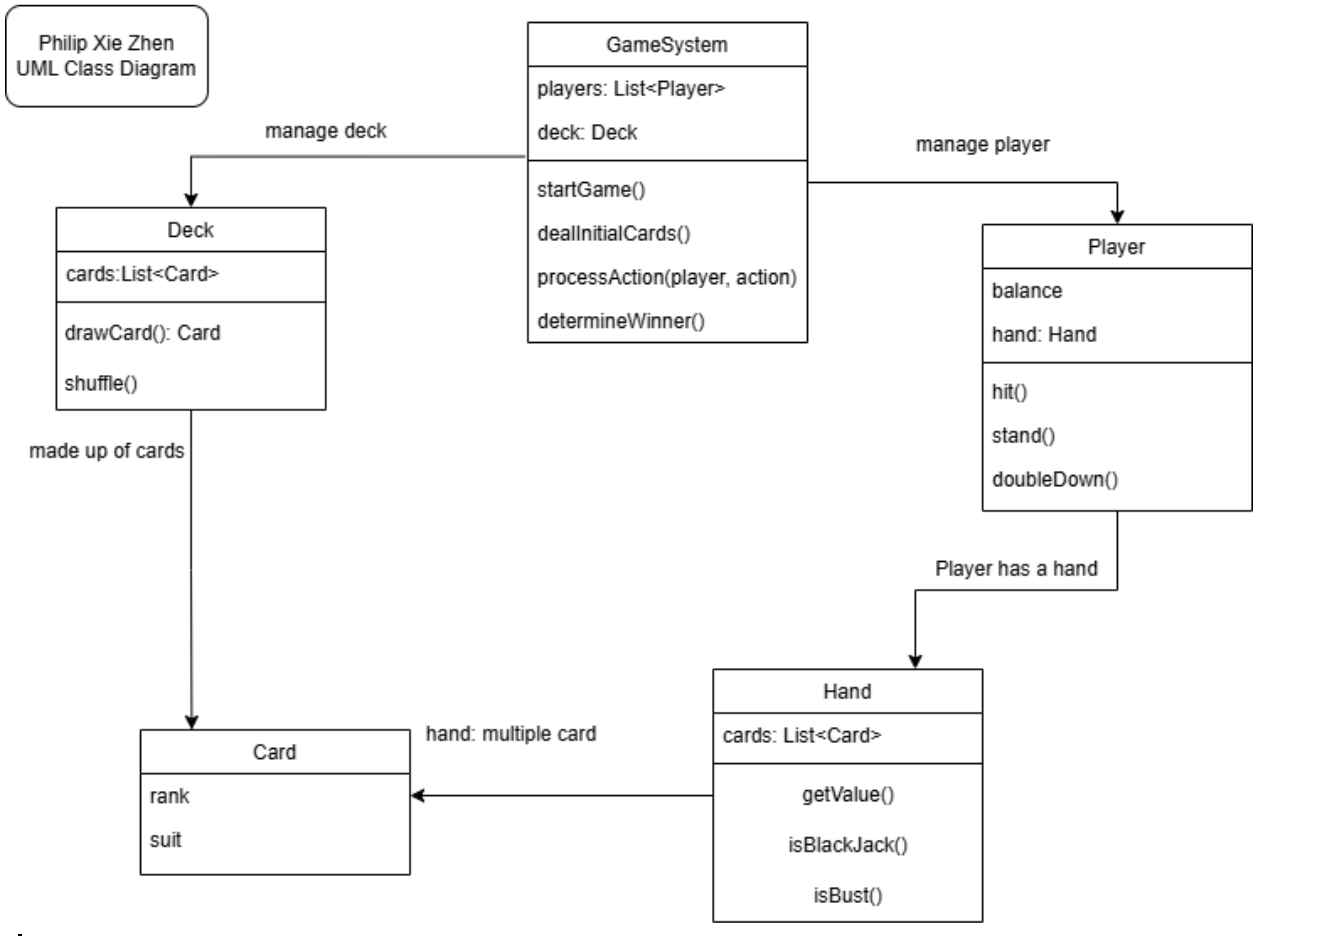 Philip Xie Zhen
UML Class Diagram
GameSystem
players: List<Player>
deck: Deck
startGame()
dealInitialCards()
processAction(player, action)
determineWinner()
manage deck
manage player
Deck
cards:List<Card>
drawCard(): Card
shuffle()
Player
balance
hand: Hand
hit()
stand()
doubleDown()
made up of cards
Player has a hand
Hand
cards: List<Card>
getValue()
isBlackJack()
isBust()
hand: multiple card
Card
rank
suit